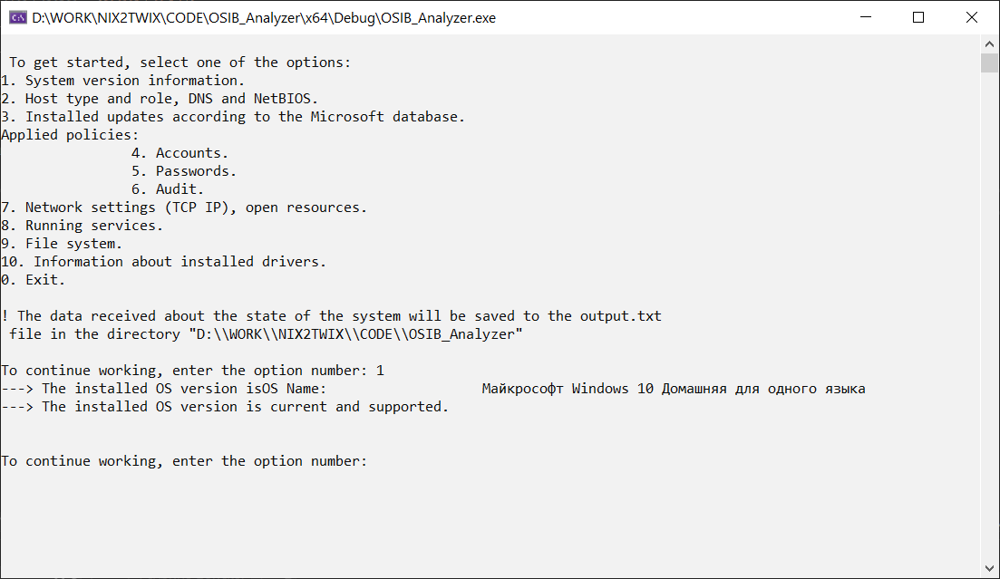 D:\WORK\NIX2TWIX\CODE\OSIB_Analyzer\x64\Debug\OSIB_Analyzer.exe
To get started, select one of the options:
1. System version information.
2. Host type and role, DNS and NetBIOS.
3. Installed updates according to the Microsoft database.
Applied policies:
4. Accounts.
5. Passwords.
6. Audit.
7. Network settings (TCP IP), open resources.
8. Running services.
9. File system.
10. Information about installed drivers.
0. Exit.
! The data received about the state of the system will be saved to the output.txt
file in the directory "D:\\WORK\\NIX2TWIX\\CODE\\OSIB_Analyzer"
To continue working, enter the option number: 1
---> The installed OS version isOS Name: Майкрософт Windows 10 Домашняя для одного языка
---> The installed OS version is current and supported.
To continue working, enter the option number: